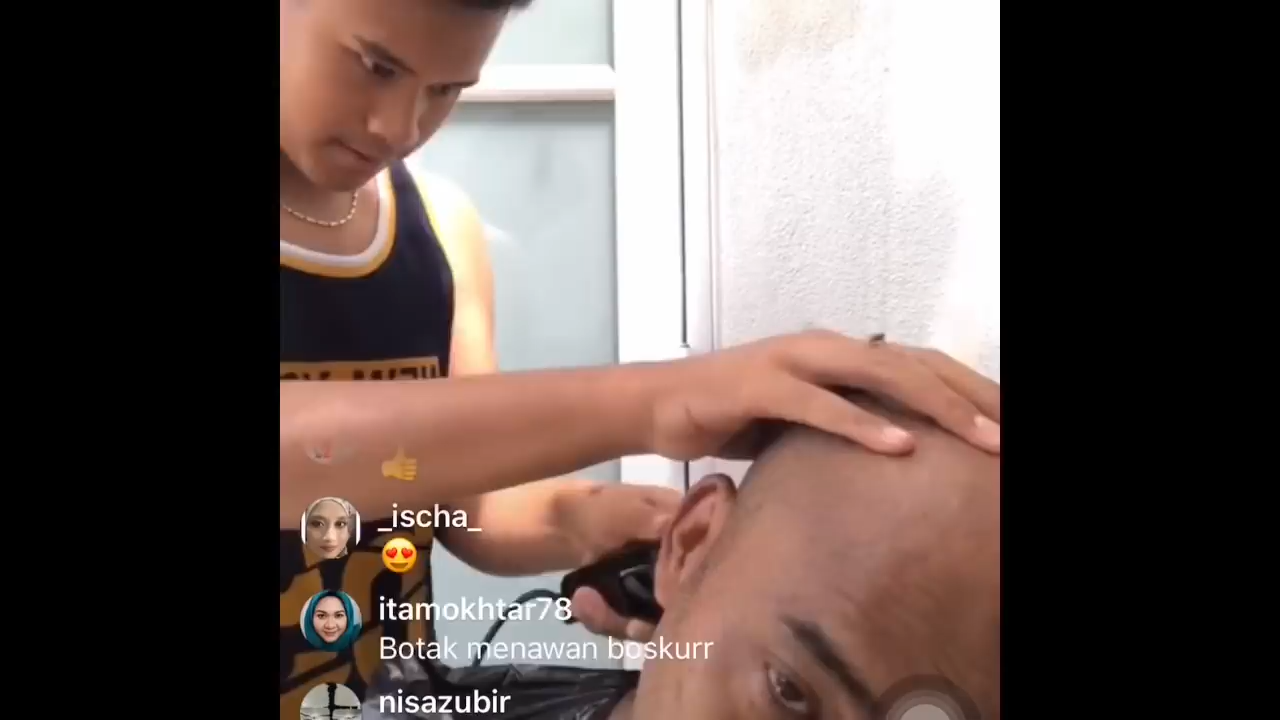 _ischa_
😍
itamokhtar78
Botak menawan boskurr
nisazubir